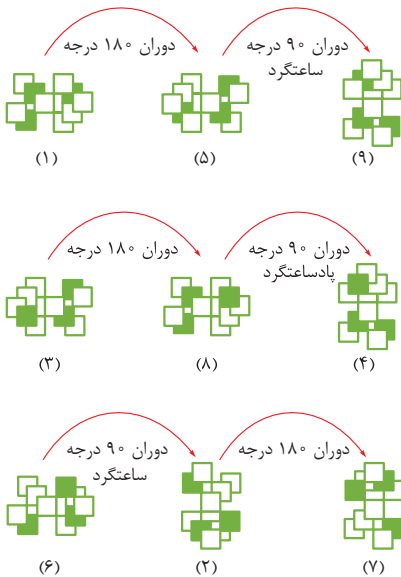 دوران ۱۸۰ درجه
دوران ۹۰ درجه
ساعتگرد
(۱)
(۵)
(۹)
دوران ۱۸۰ درجه
دوران ۹۰ درجه
پادساعتگرد
(۳)
(۸)
(۴)
دوران ۹۰ درجه
ساعتگرد
دوران ۱۸۰ درجه
(۶)
(۲)
(۷)